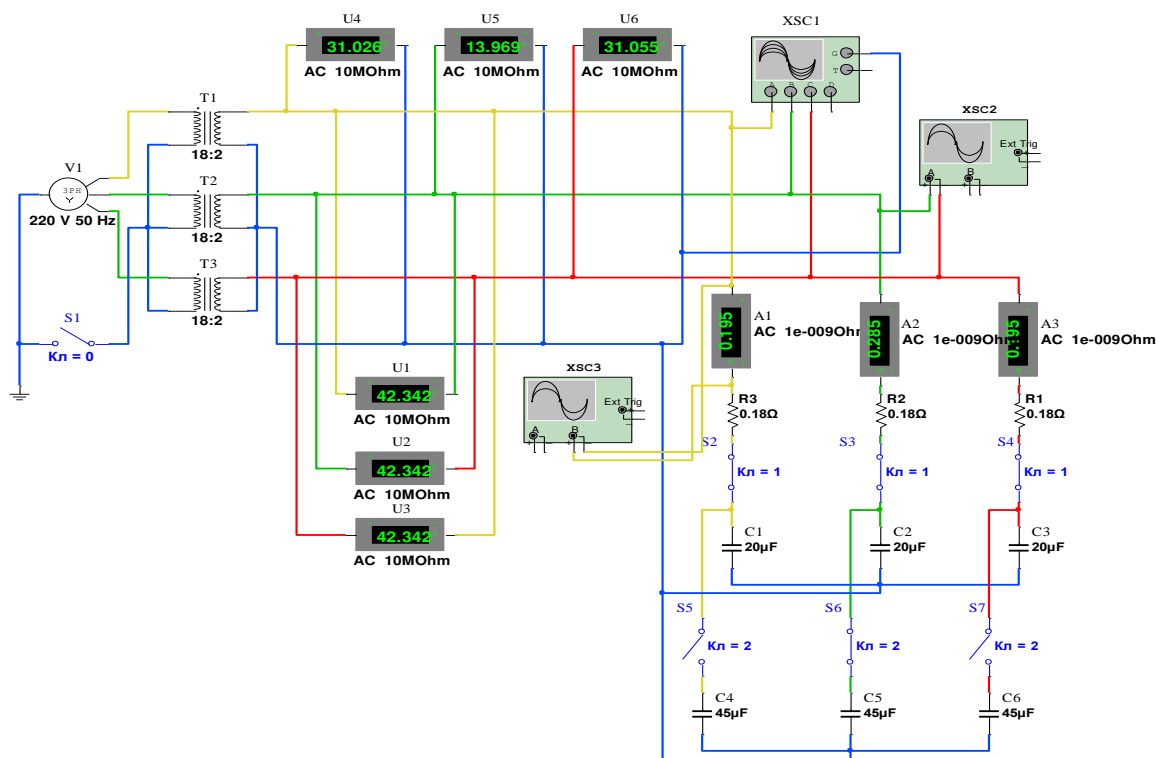 U4
U5
U6
XSC1
31.026
13.969
31.055
AC 10MOhm
AC 10MOhm
AC 10MOhm
G
T
A B C D
XSC2
Ext Trig
A B
T1
18:2
V1
3PH
220 V 50 Hz
T2
18:2
T3
18:2
S1
Кл = 0
A1
0.195
AC 1e-009Ohm
A2
0.285
AC 1e-009Ohm
A3
0.195
AC 1e-009Ohm
U1
42.342
AC 10MOhm
U2
42.342
AC 10MOhm
U3
42.342
AC 10MOhm
XSC3
Ext Trig
A B
R3
0.18Ω
R2
0.18Ω
R1
0.18Ω
S2
S3
S4
Кл = 1
Кл = 1
Кл = 1
C1
20µF
C2
20µF
C3
20µF
S5
S6
S7
Кл = 2
Кл = 2
Кл = 2
C4
45µF
C5
45µF
C6
45µF